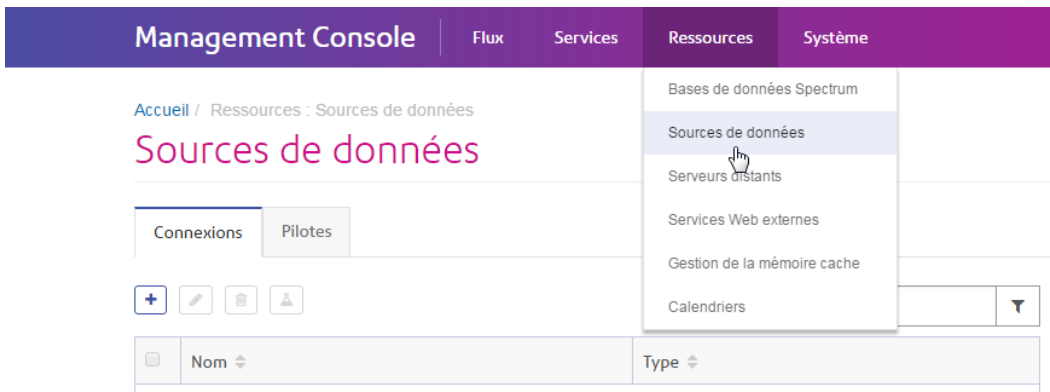 Management Console Flux Services Ressources Système
Accueil / Ressources : Sources de données
Sources de données
Bases de données Spectrum
Sources de données
Serveurs distants
Services Web externes
Gestion de la mémoire cache
Calendriers
Connexions Pilotes
Nom Type